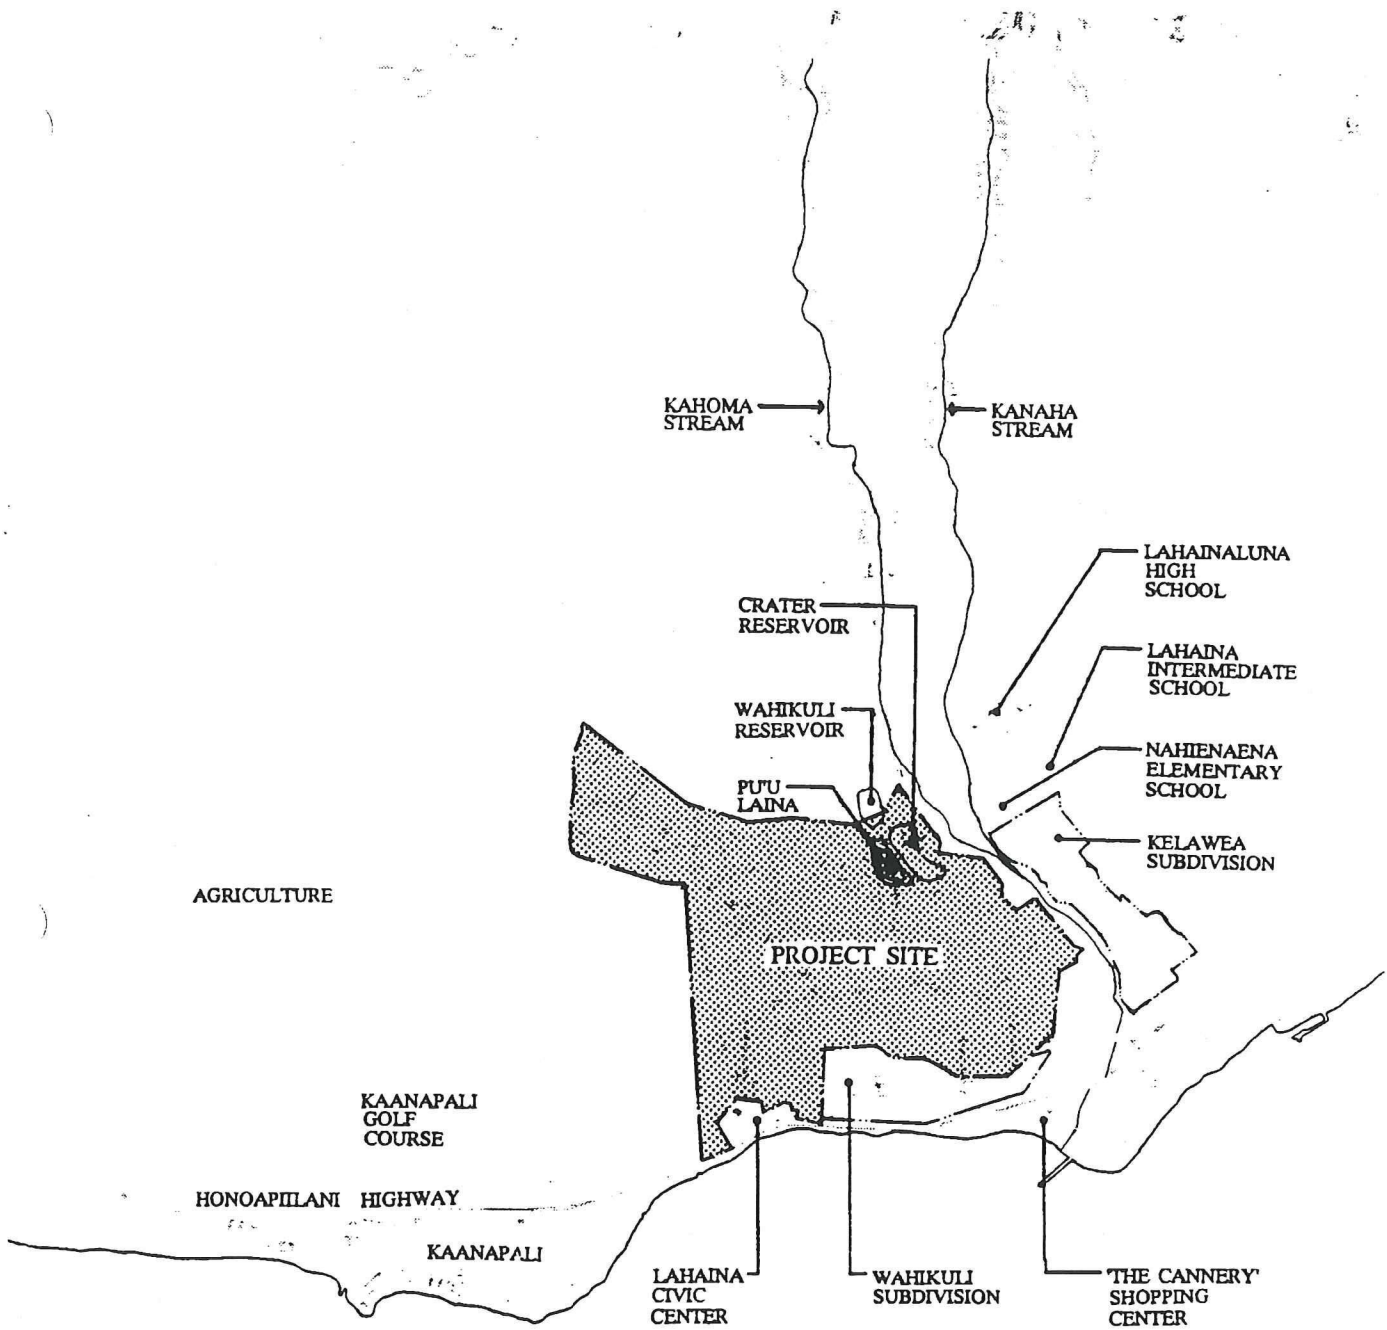 KAHOMA
STREAM
KANAHA
STREAM
LAHAINALUNA
HIGH
SCHOOL
CRATER
RESERVOIR
LAHAINA
INTERMEDIATE
SCHOOL
WAHIKULI
RESERVOIR
NAHIENAENA
ELEMENTARY
SCHOOL
PU'U
LAINA
KELAWEA
SUBDIVISION
AGRICULTURE
PROJECT SITE
KAANAPALI
GOLF
COURSE
HONOAPIILANI HIGHWAY
KAANAPALI
LAHAINA
CIVIC
CENTER
WAHIKULI
SUBDIVISION
'THE CANNERY'
SHOPPING
CENTER